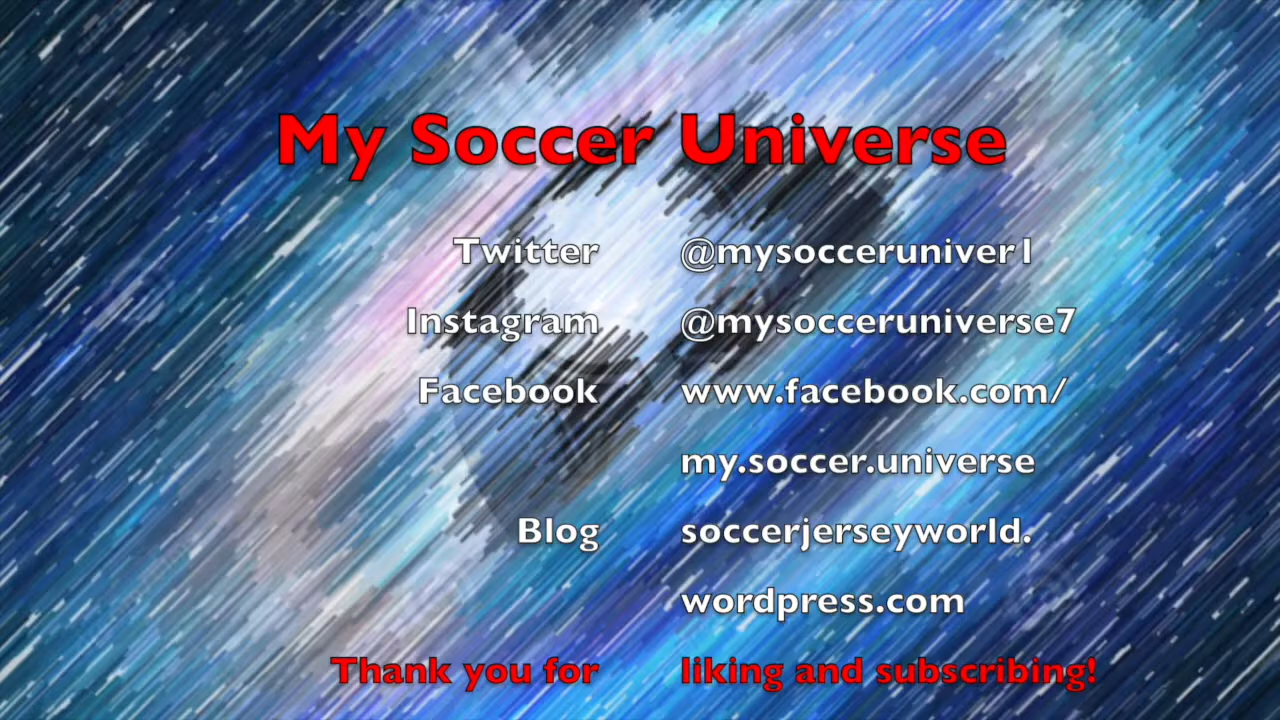 My Soccer Universe
Twitter @mysocceruniver1
Instagram @mysocceruniverse7
Facebook www.facebook.com/
my.soccer.universe
Blog soccerjerseyworld.
wordpress.com
Thank you for liking and subscribing!